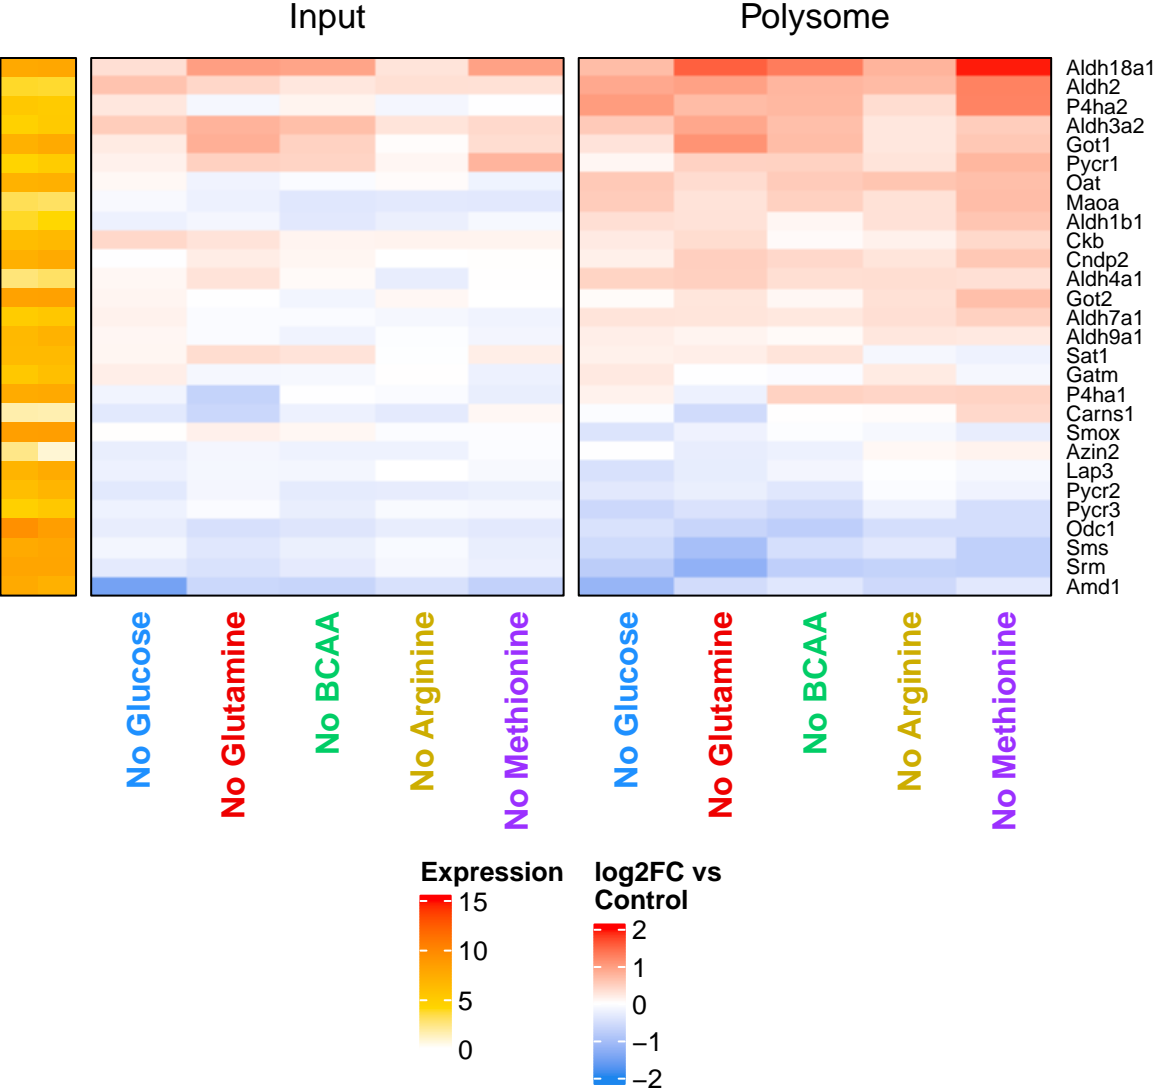 Input
Polysome
Aldh18a1
Aldh2
P4ha2
Aldh3a2
Got1
Pycr1
Oat
Maoa
Aldh1b1
Ckb
Cndp2
Aldh4a1
Got2
Aldh7a1
Aldh9a1
Sat1
Gatm
P4ha1
Carns1
Smox
Azin2
Lap3
Pycr2
Pycr3
Odc1
Sms
Srm
Amd1
No Glucose
No Glutamine
No BCAA
No Arginine
No Methionine
No Glucose
No Glutamine
No BCAA
No Arginine
No Methionine
Expression
15
10
5
0
log2FC vs
Control
2
1
0
−1
−2